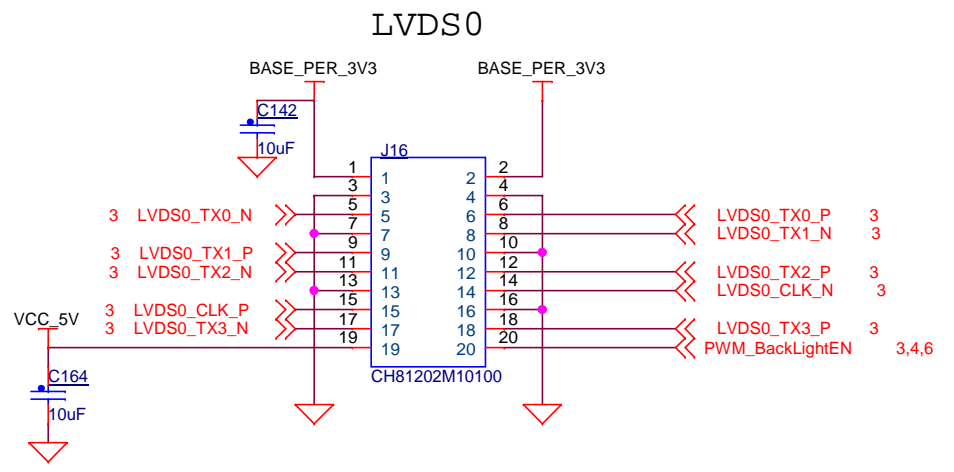 LVDS0
BASE_PER_3V3 BASE_PER_3V3
C142
10uF
J16
1 1 2 2
3 3 4 4
3 LVDS0_TX0_N 5 5 6 6 LVDS0_TX0_P 3
7 7 8 8 LVDS0_TX1_N 3
3 LVDS0_TX1_P 9 9 10 10
3 LVDS0_TX2_N 11 11 12 12 LVDS0_TX2_P 3
13 13 14 14 LVDS0_CLK_N 3
3 LVDS0_CLK_P 15 15 16 16
3 LVDS0_TX3_N 17 17 18 18 LVDS0_TX3_P 3
VCC_5V
19 19 20 20 PWM_BackLightEN 3,4,6
CH81202M10100
C164
10uF